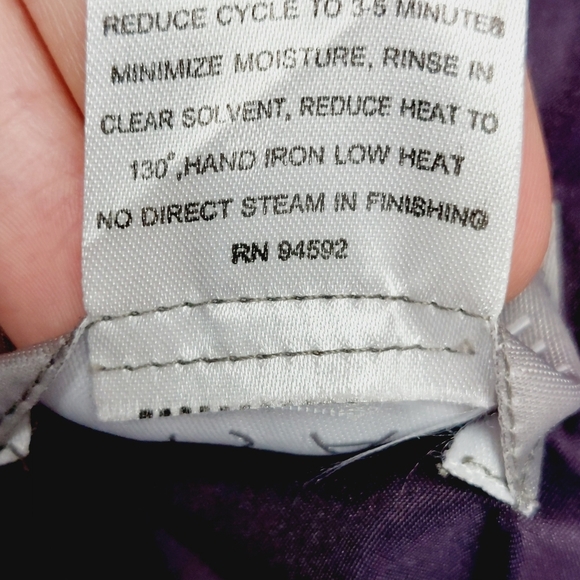 REDUCE CYCLE TO 3-5 MINUTES
MINIMIZE MOISTURE, RINSE IN
CLEAR SOLVENT, REDUCE HEAT TO
130°,HAND IRON LOW HEAT
NO DIRECT STEAM IN FINISHING
RN 94592